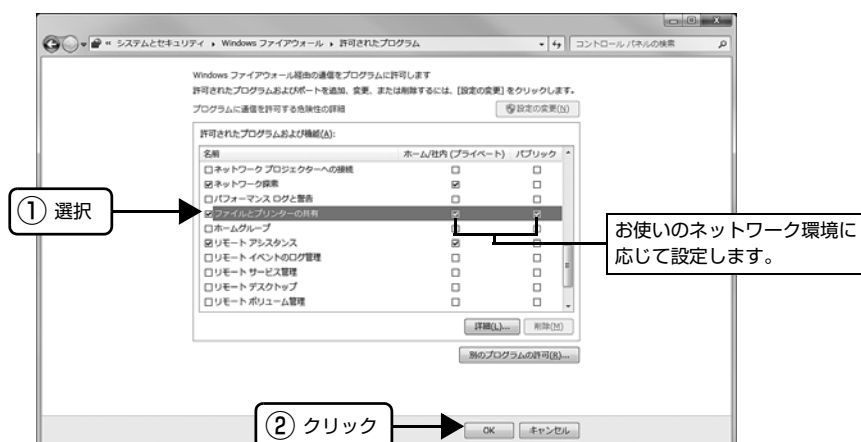 « システムとセキュリティ ▸ Windows ファイアウォール ▸ 許可されたプログラム
コントロール パネルの検索
Windows ファイアウォール経由の通信をプログラムに許可します
許可されたプログラムおよびポートを追加、変更、または削除するには、[設定の変更] をクリックします。
プログラムに通信を許可する危険性の詳細
設定の変更(N)
許可されたプログラムおよび機能(A):
名前 ホーム/社内 (プライベート) パブリック
ネットワーク プロジェクターへの接続
ネットワーク探索
パフォーマンス ログと警告
① 選択
ファイルとプリンターの共有
ホームグループ
お使いのネットワーク環境に
応じて設定します。
リモート アシスタンス
リモート イベントのログ管理
リモート サービス管理
リモート デスクトップ
リモート ボリューム管理
詳細(L)... 削除(M)
別のプログラムの許可(R)...
② クリック
OK キャンセル